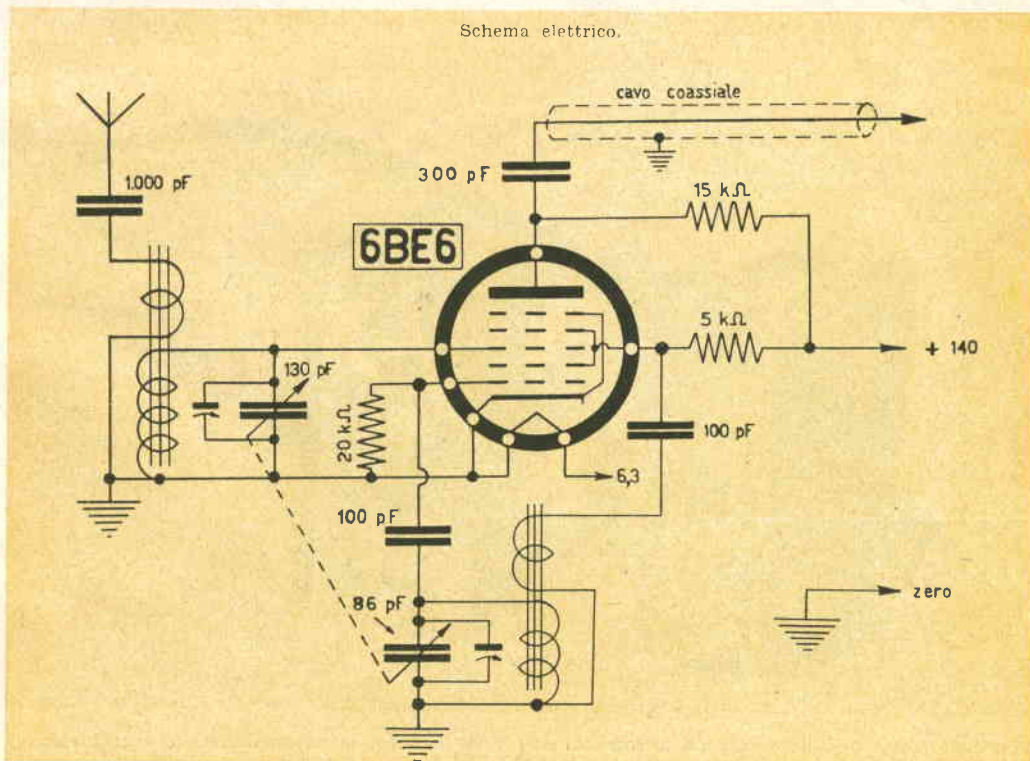 Schema elettrico.
cavo coassiale
1.000 pF
300 pF
15 kΩ
6BE6
5 kΩ
+ 140
130 pF
20 kΩ
100 pF
6,3
100 pF
86 pF
zero